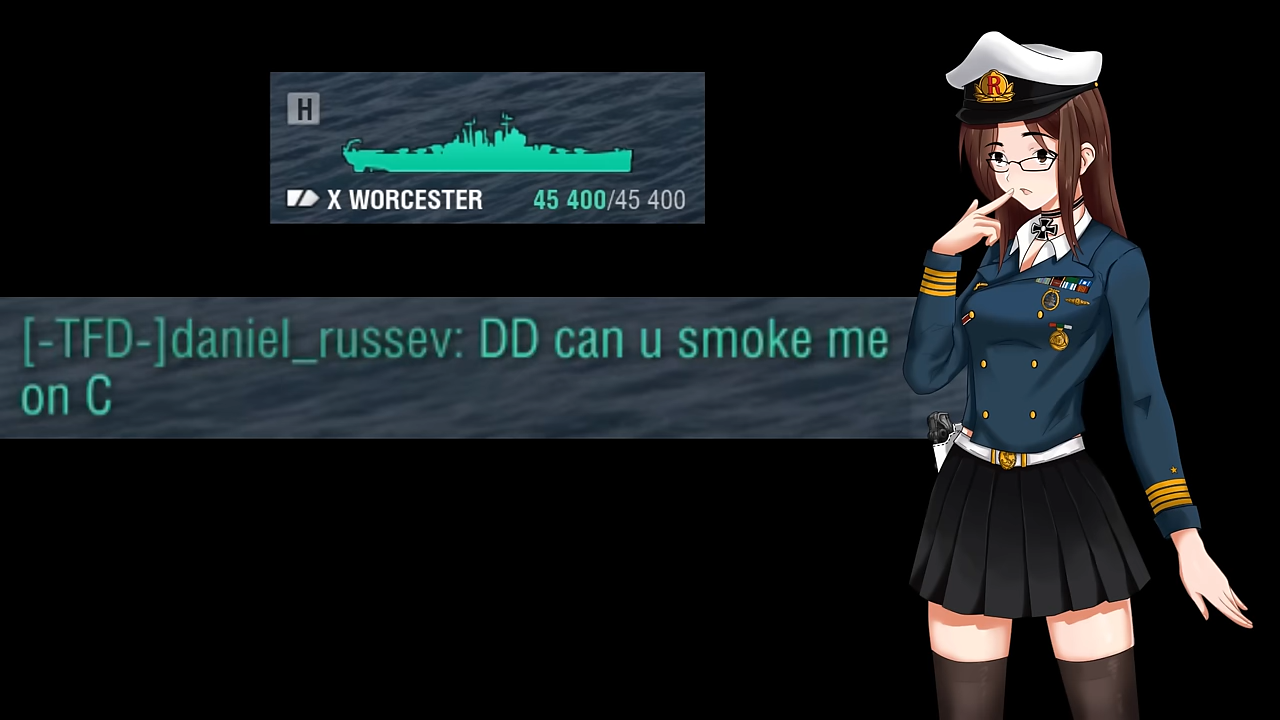 H
X WORCESTER 45 400/45 400
[-TFD-]daniel_russev: DD can u smoke me
on C
R